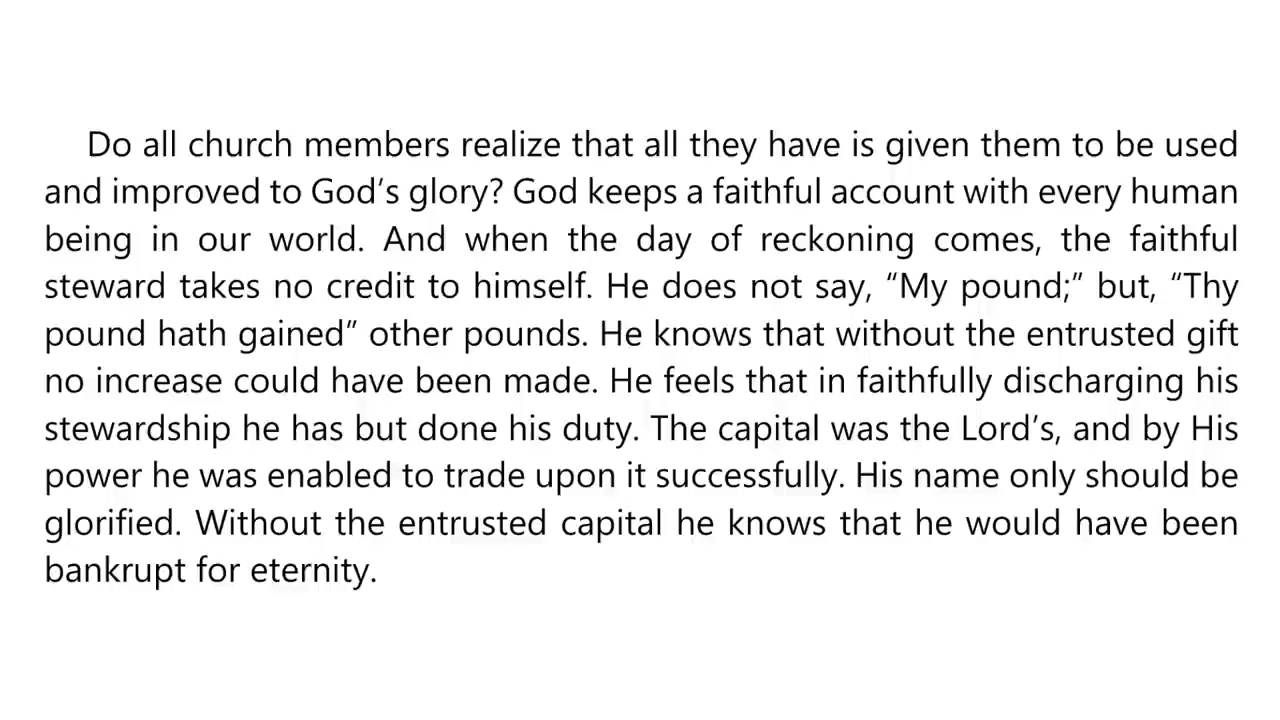 Do all church members realize that all they have is given them to be used
and improved to God’s glory? God keeps a faithful account with every human
being in our world. And when the day of reckoning comes, the faithful
steward takes no credit to himself. He does not say, “My pound;” but, “Thy
pound hath gained” other pounds. He knows that without the entrusted gift
no increase could have been made. He feels that in faithfully discharging his
stewardship he has but done his duty. The capital was the Lord’s, and by His
power he was enabled to trade upon it successfully. His name only should be
glorified. Without the entrusted capital he knows that he would have been
bankrupt for eternity.